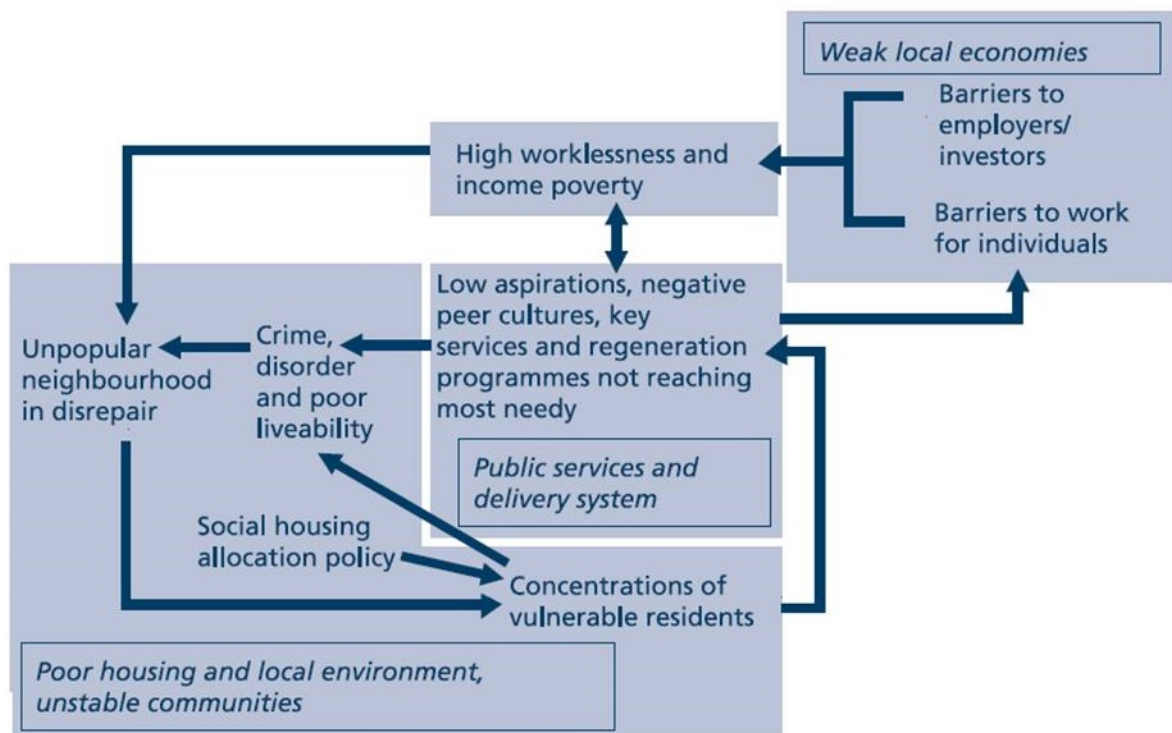 Weak local economies
Barriers to
employers/
investors
Barriers to work
for individuals
High worklessness and
income poverty
Low aspirations, negative
peer cultures, key
services and regeneration
programmes not reaching
most needy
Public services and
delivery system
Crime,
disorder
and poor
liveability
Unpopular
neighbourhood
in disrepair
Social housing
allocation policy
Concentrations of
vulnerable residents
Poor housing and local environment,
unstable communities